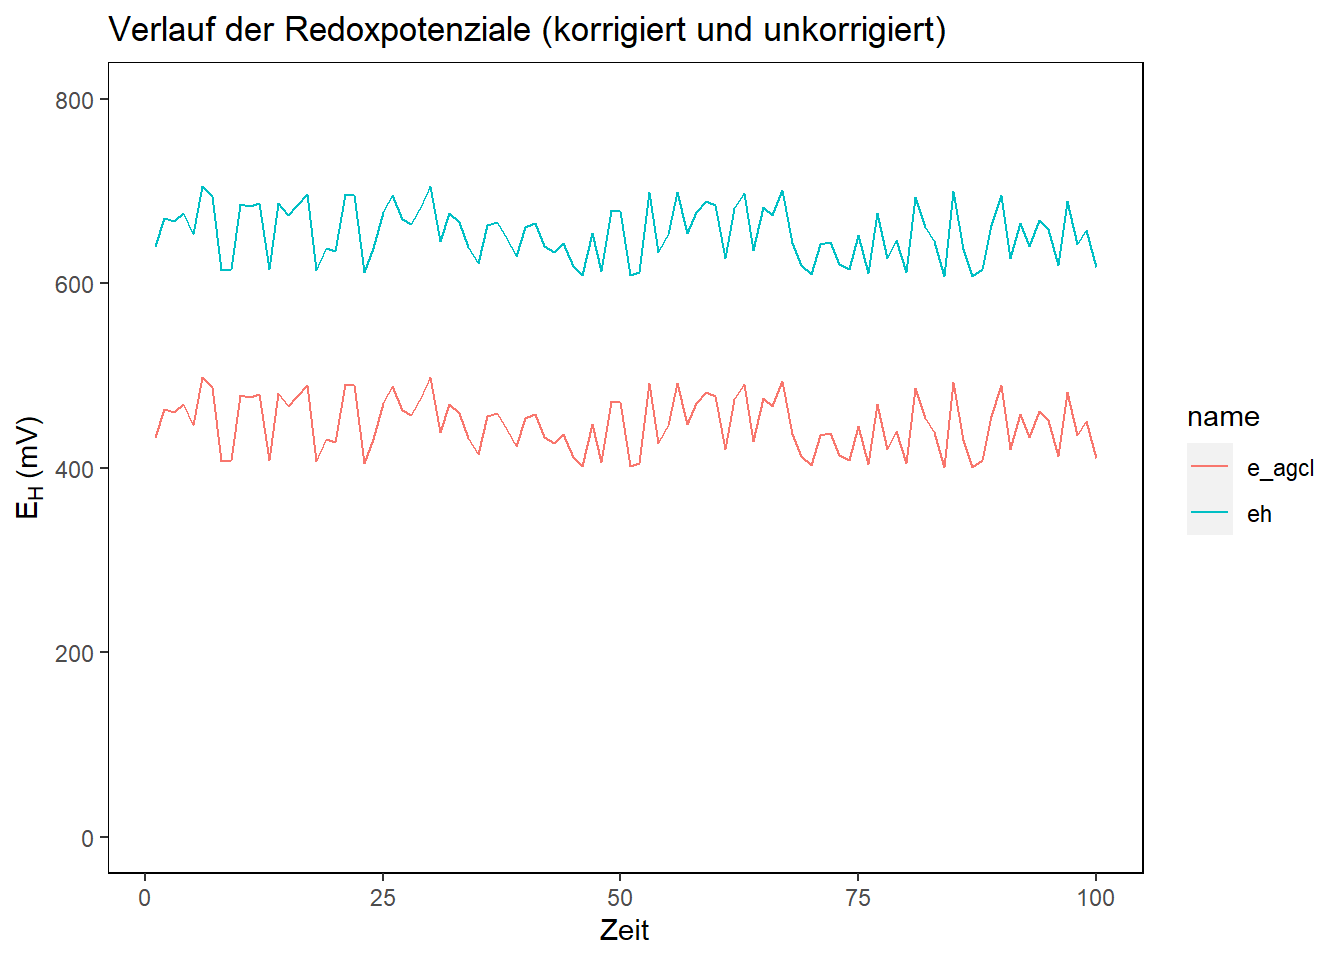 Verlauf der Redoxpotenziale (korrigiert und unkorrigiert)
800
600
400
200
0
E_H (mV)
0 25 50 75 100
Zeit
name
e_agcl
eh